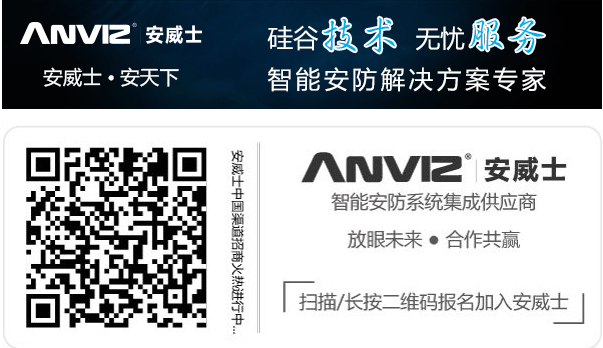 ANVIZ® 安威士
安威士·安天下
硅谷技术 无忧服务
智能安防解决方案专家
安威士中国渠道招商火热进行中...
ANVIZ® 安威士
智能安防系统集成供应商
放眼未来 ● 合作共赢
扫描/长按二维码报名加入安威士